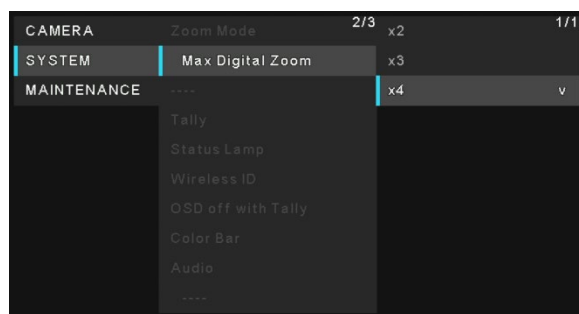 CAMERA
SYSTEM
MAINTENANCE
Zoom Mode 2/3
Max Digital Zoom
----
Tally
Status Lamp
Wireless ID
OSD off with Tally
Color Bar
Audio
----
x2 1/1
x3
x4 v